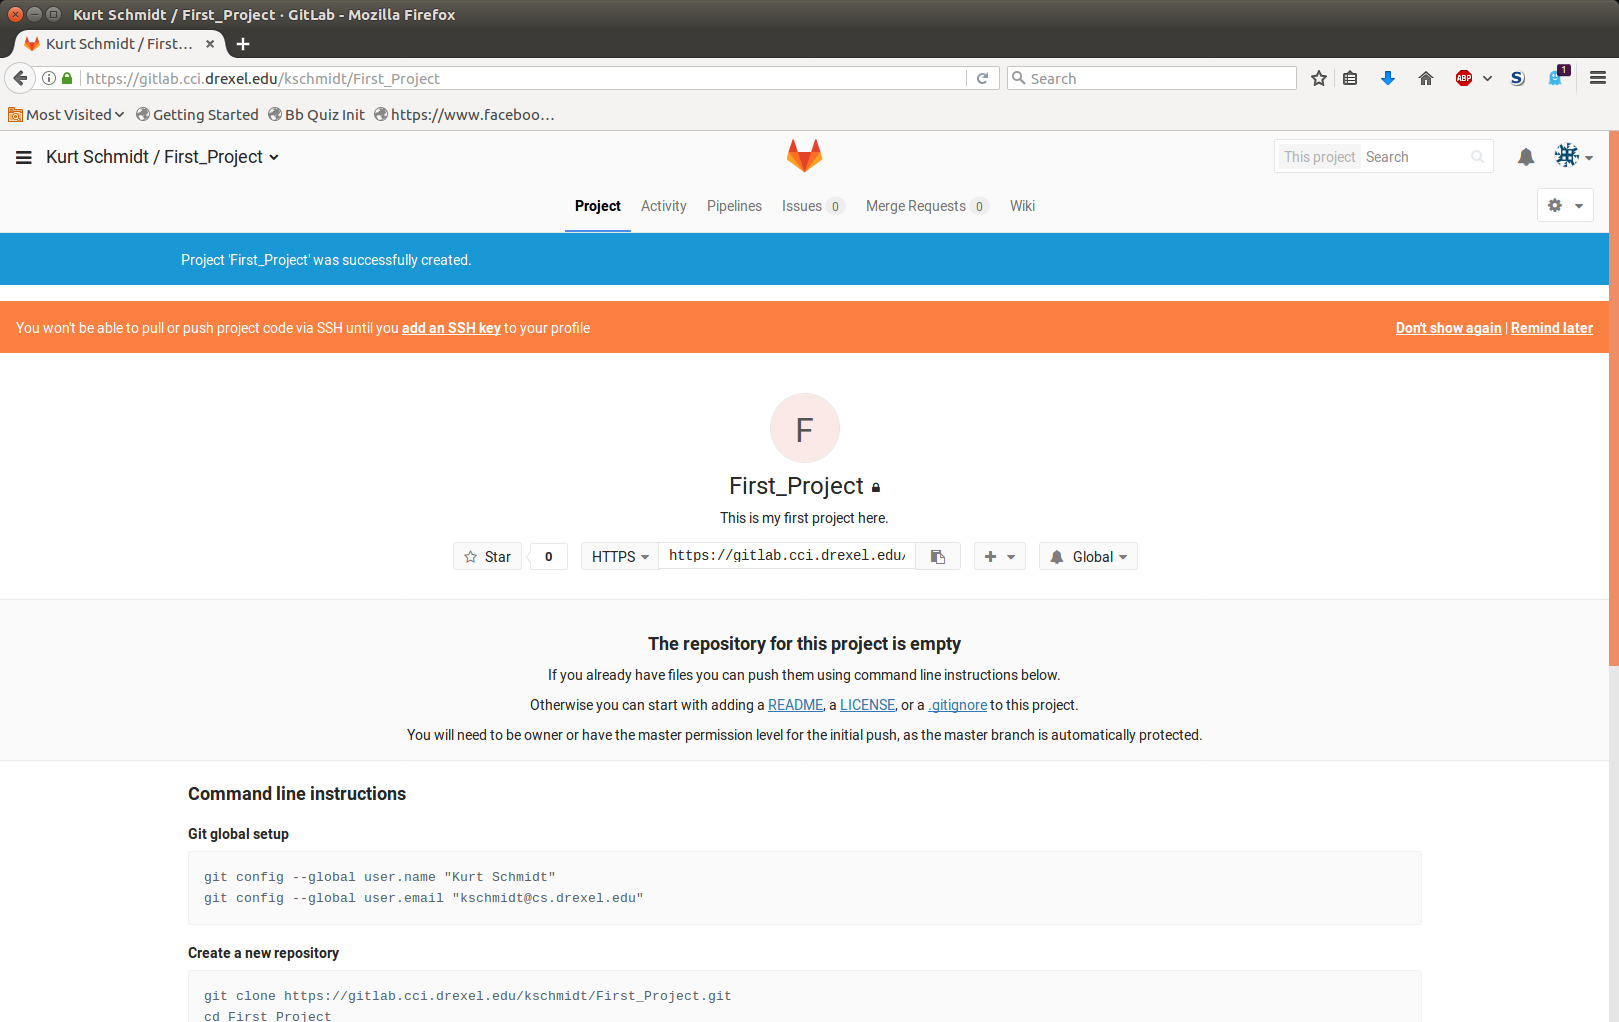 Kurt Schmidt / First_Project · GitLab - Mozilla Firefox
Kurt Schmidt / First...
https://gitlab.cci.drexel.edu/kschmidt/First_Project
Search
ABP
S
1
Most Visited
Getting Started
Bb Quiz Init
https://www.faceboo...
Kurt Schmidt / First_Project
This project Search
Project Activity Pipelines Issues 0 Merge Requests 0 Wiki
Project 'First_Project' was successfully created.
You won't be able to pull or push project code via SSH until you add an SSH key to your profile
Don't show again | Remind later
F
First_Project
This is my first project here.
Star 0 HTTPS https://gitlab.cci.drexel.edu/ Global
The repository for this project is empty
If you already have files you can push them using command line instructions below.
Otherwise you can start with adding a README, a LICENSE, or a .gitignore to this project.
You will need to be owner or have the master permission level for the initial push, as the master branch is automatically protected.
Command line instructions
Git global setup
git config --global user.name "Kurt Schmidt"
git config --global user.email "kschmidt@cs.drexel.edu"
Create a new repository
git clone https://gitlab.cci.drexel.edu/kschmidt/First_Project.git
cd First_Project